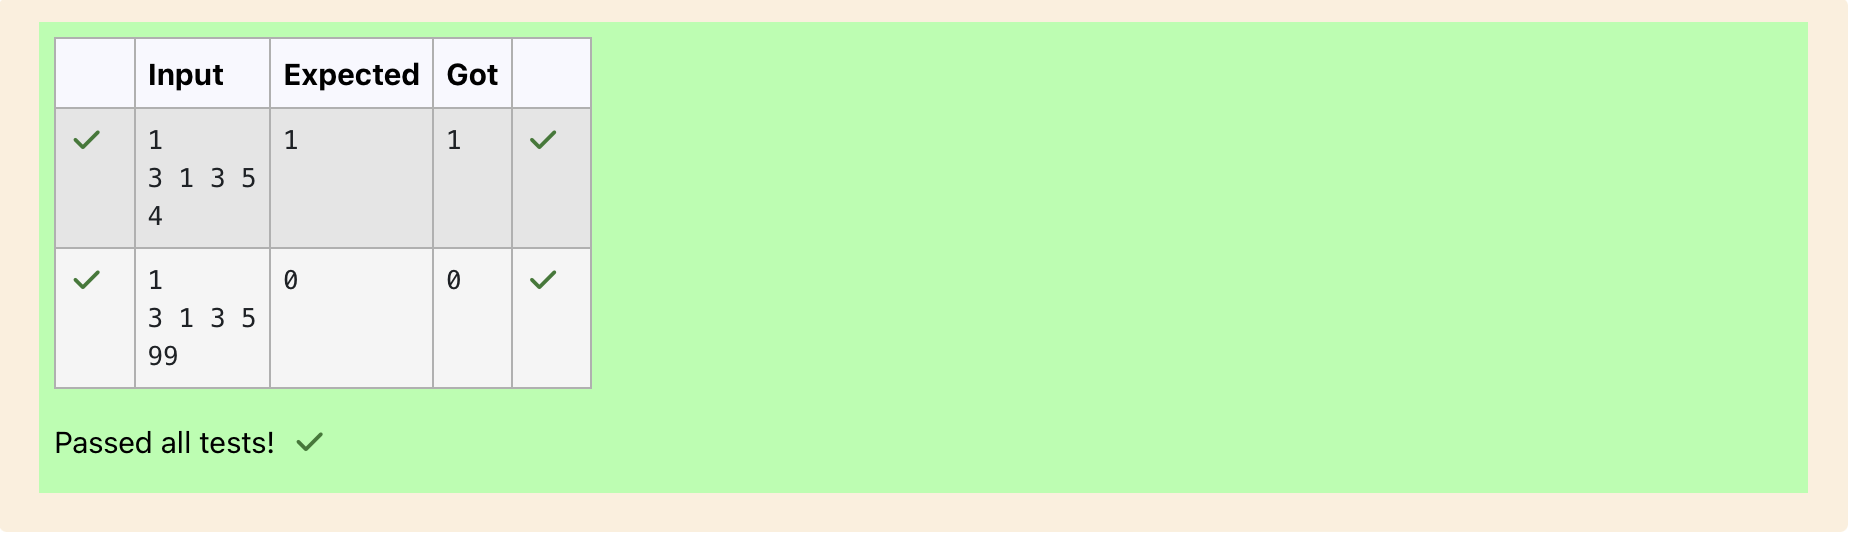 Input Expected Got
1 1 1
3 1 3 5
4
1 0 0
3 1 3 5
99
Passed all tests!